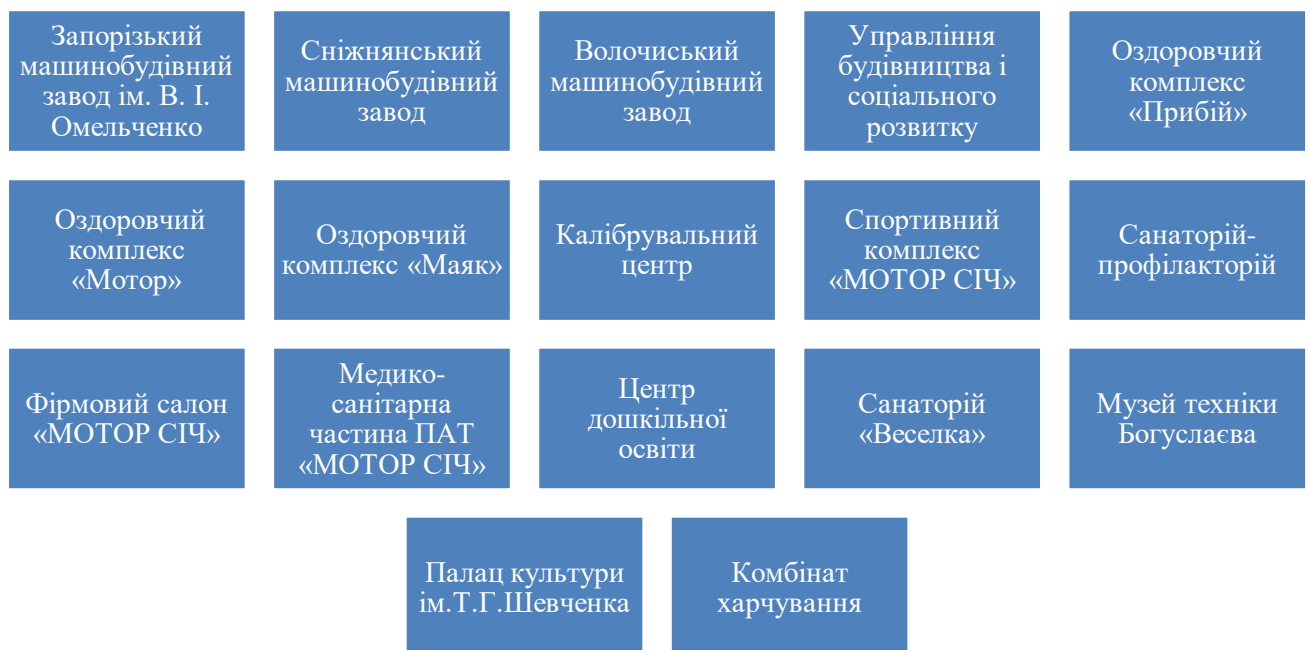 Запорізький
машинобудівний
завод ім. В. І.
Омельченко
Сніжнянський
машинобудівний
завод
Волочиський
машинобудівний
завод
Управління
будівництва і
соціального
розвитку
Оздоровчий
комплекс
«Прибій»
Оздоровчий
комплекс
«Мотор»
Оздоровчий
комплекс «Маяк»
Калібрувальний
центр
Спортивний
комплекс
«МОТОР СІЧ»
Санаторій-
профілакторій
Фірмовий салон
«МОТОР СІЧ»
Медико-
санітарна
частина ПАТ
«МОТОР СІЧ»
Центр
дошкільної
освіти
Санаторій
«Веселка»
Музей техніки
Богуслаєва
Палац культури
ім.Т.Г.Шевченка
Комбінат
харчування